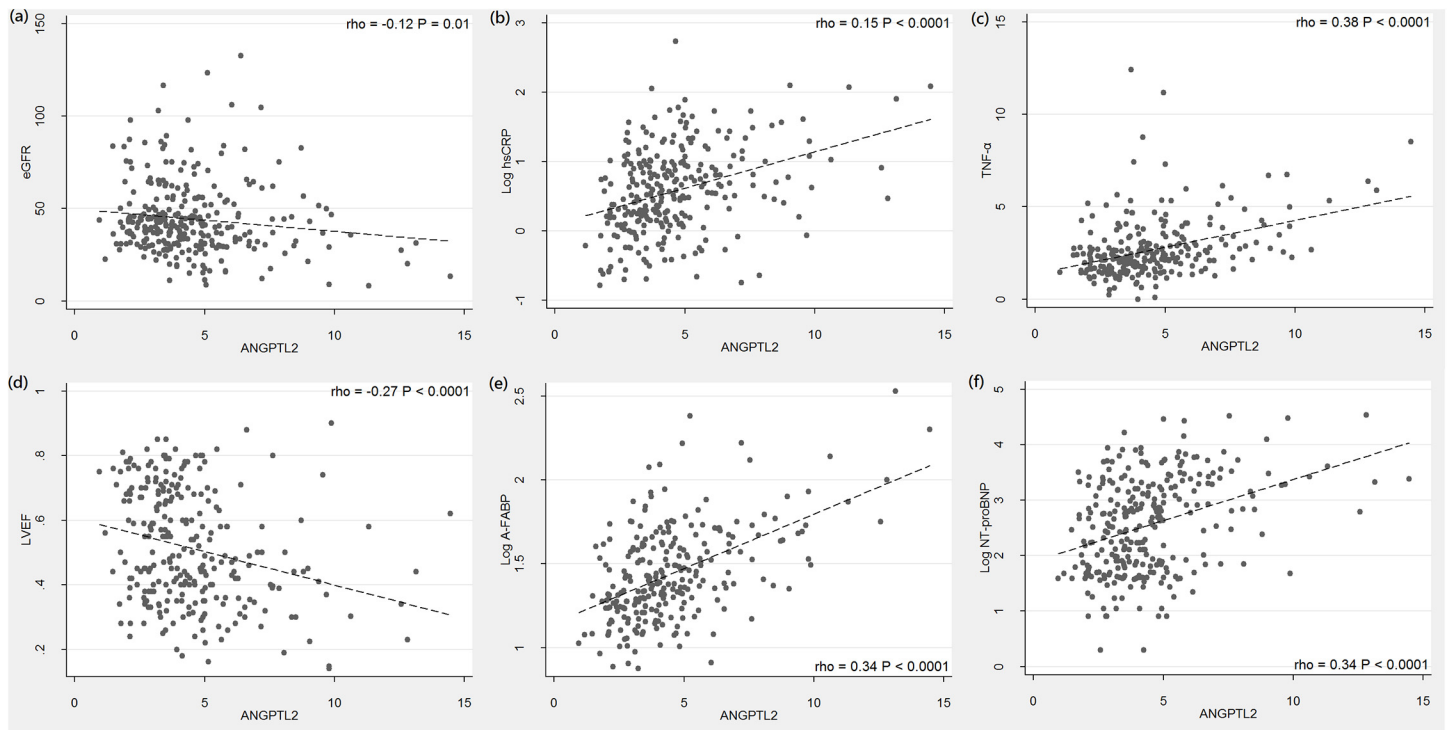 (a)
rho = -0.12 P = 0.01
eGFR
150
100
50
0
0 5 10 15
ANGPTL2
(b)
rho = 0.15 P < 0.0001
Log hsCRP
3
2
1
0
-1
0 5 10 15
ANGPTL2
(c)
rho = 0.38 P < 0.0001
TNF-α
15
10
5
0
0 5 10 15
ANGPTL2
(d)
rho = -0.27 P < 0.0001
LVEF
1
.8
.6
.4
.2
0 5 10 15
ANGPTL2
(e)
Log A-FABP
2.5
2
1.5
1
rho = 0.34 P < 0.0001
0 5 10 15
ANGPTL2
(f)
Log NT-proBNP
5
4
3
2
1
0
rho = 0.34 P < 0.0001
0 5 10 15
ANGPTL2